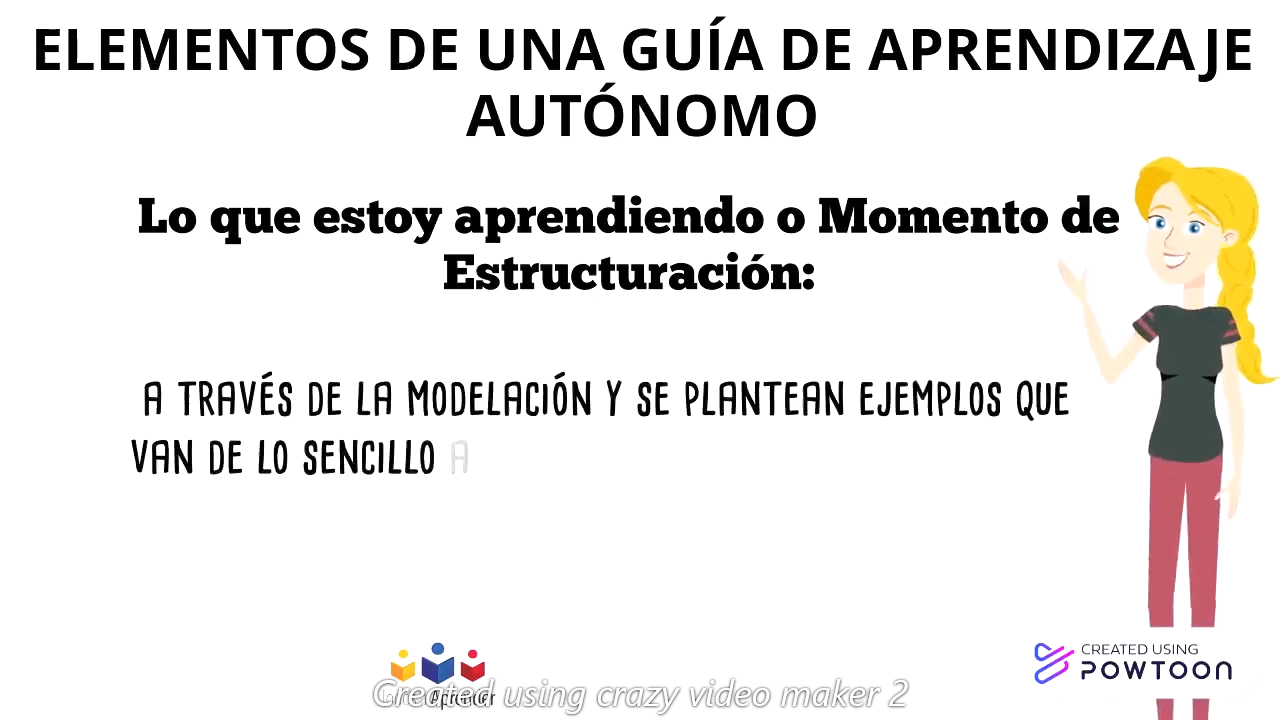 ELEMENTOS DE UNA GUÍA DE APRENDIZAJE
AUTÓNOMO
Lo que estoy aprendiendo o Momento de
Estructuración:
A TRAVÉS DE LA MODELACIÓN Y SE PLANTEAN EJEMPLOS QUE
VAN DE LO SENCILLO A
Aprender
Created using crazy video maker 2
CREATED USING
POWTOON